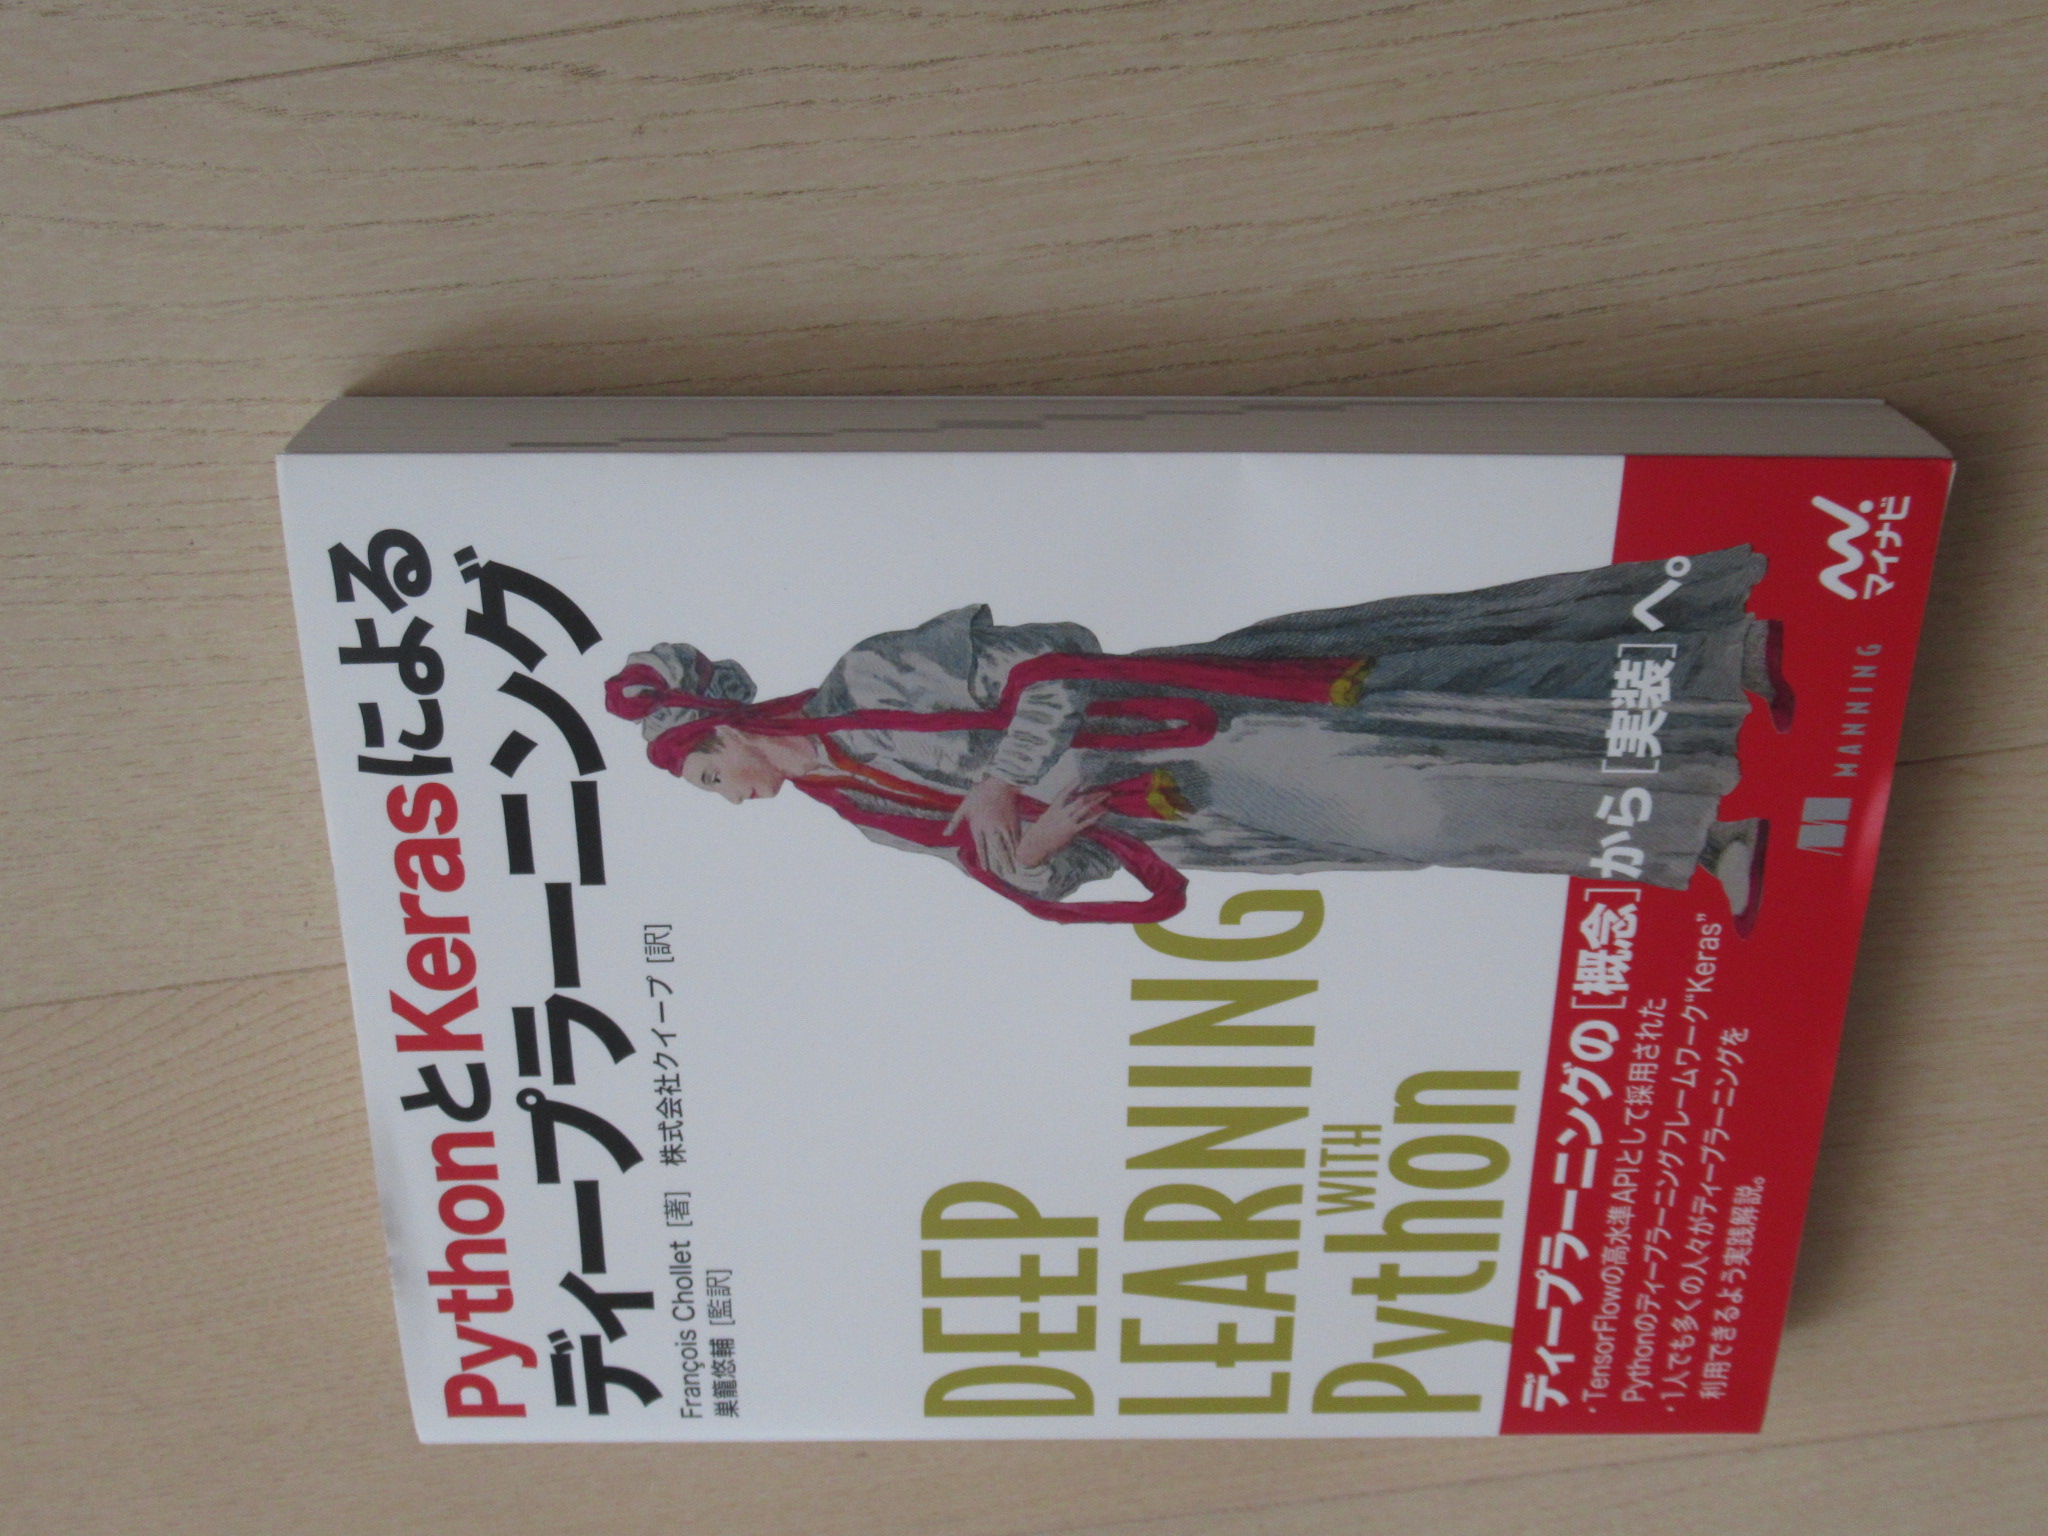 PythonとKerasによる
ディープラーニング
François Chollet [著]　株式会社クイープ [訳]
巣籠悠輔 [監訳]
DEEP
LEARNING
WITH
Python
ディープラーニングの[概念]から[実装]へ。
・TensorFlowの高水準APIとして採用された
Pythonのディープラーニングフレームワーク“Keras”
・1人でも多くの人々がディープラーニングを
利用できるよう実践解説。
MANNING
マイナビ